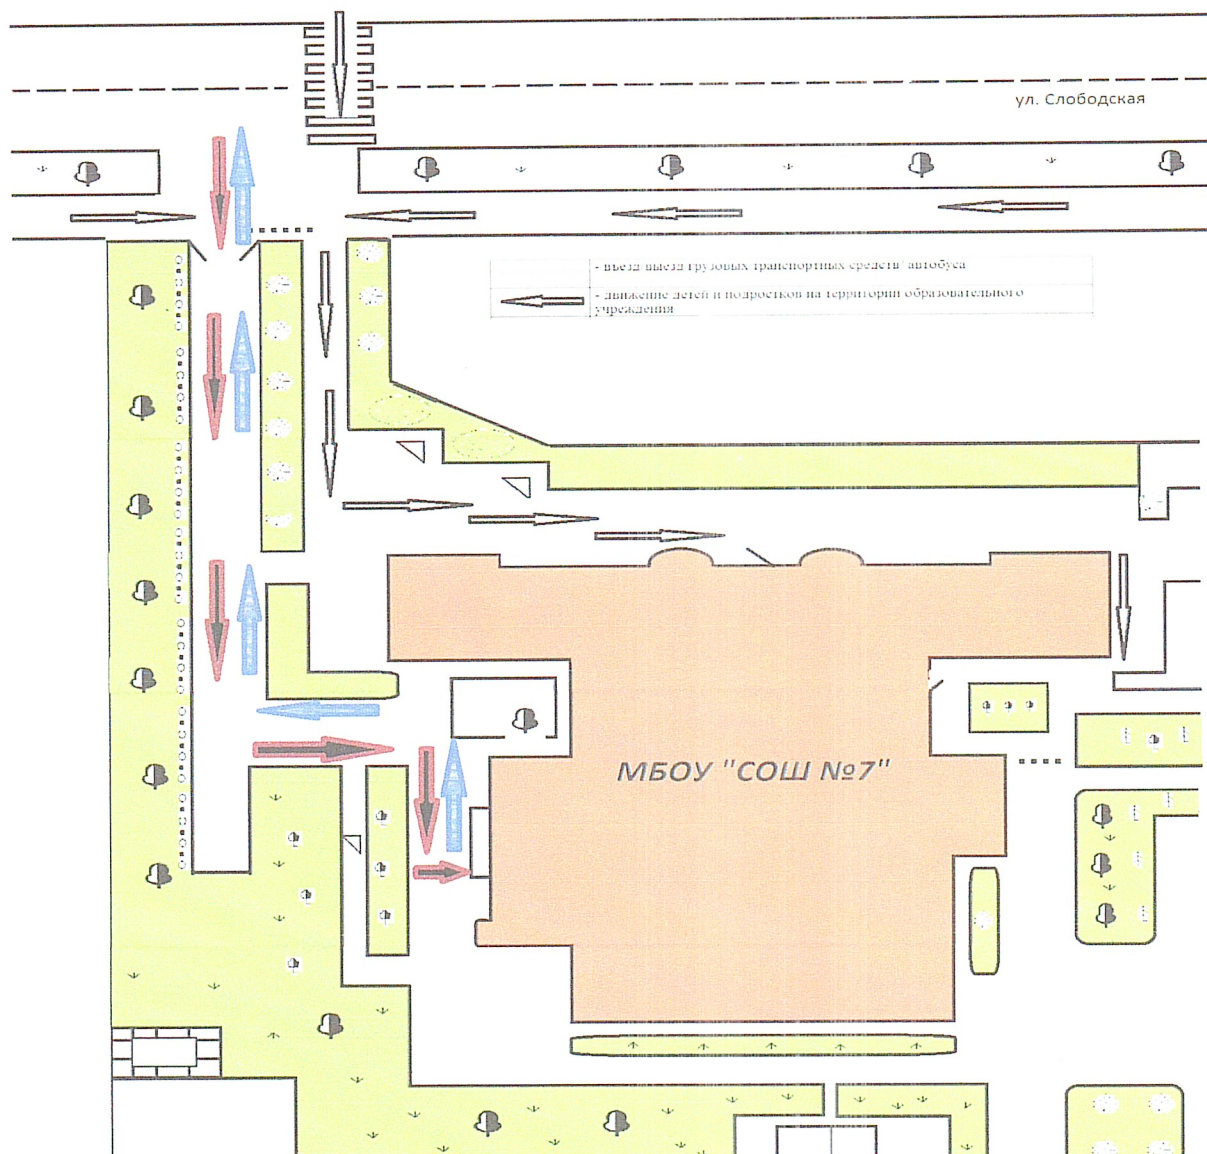 ул. Слободская
- въезд/выезд грузовых транспортных средств/ автобуса
- движение детей и подростков на территории образовательного
учреждения
МБОУ "СОШ №7"